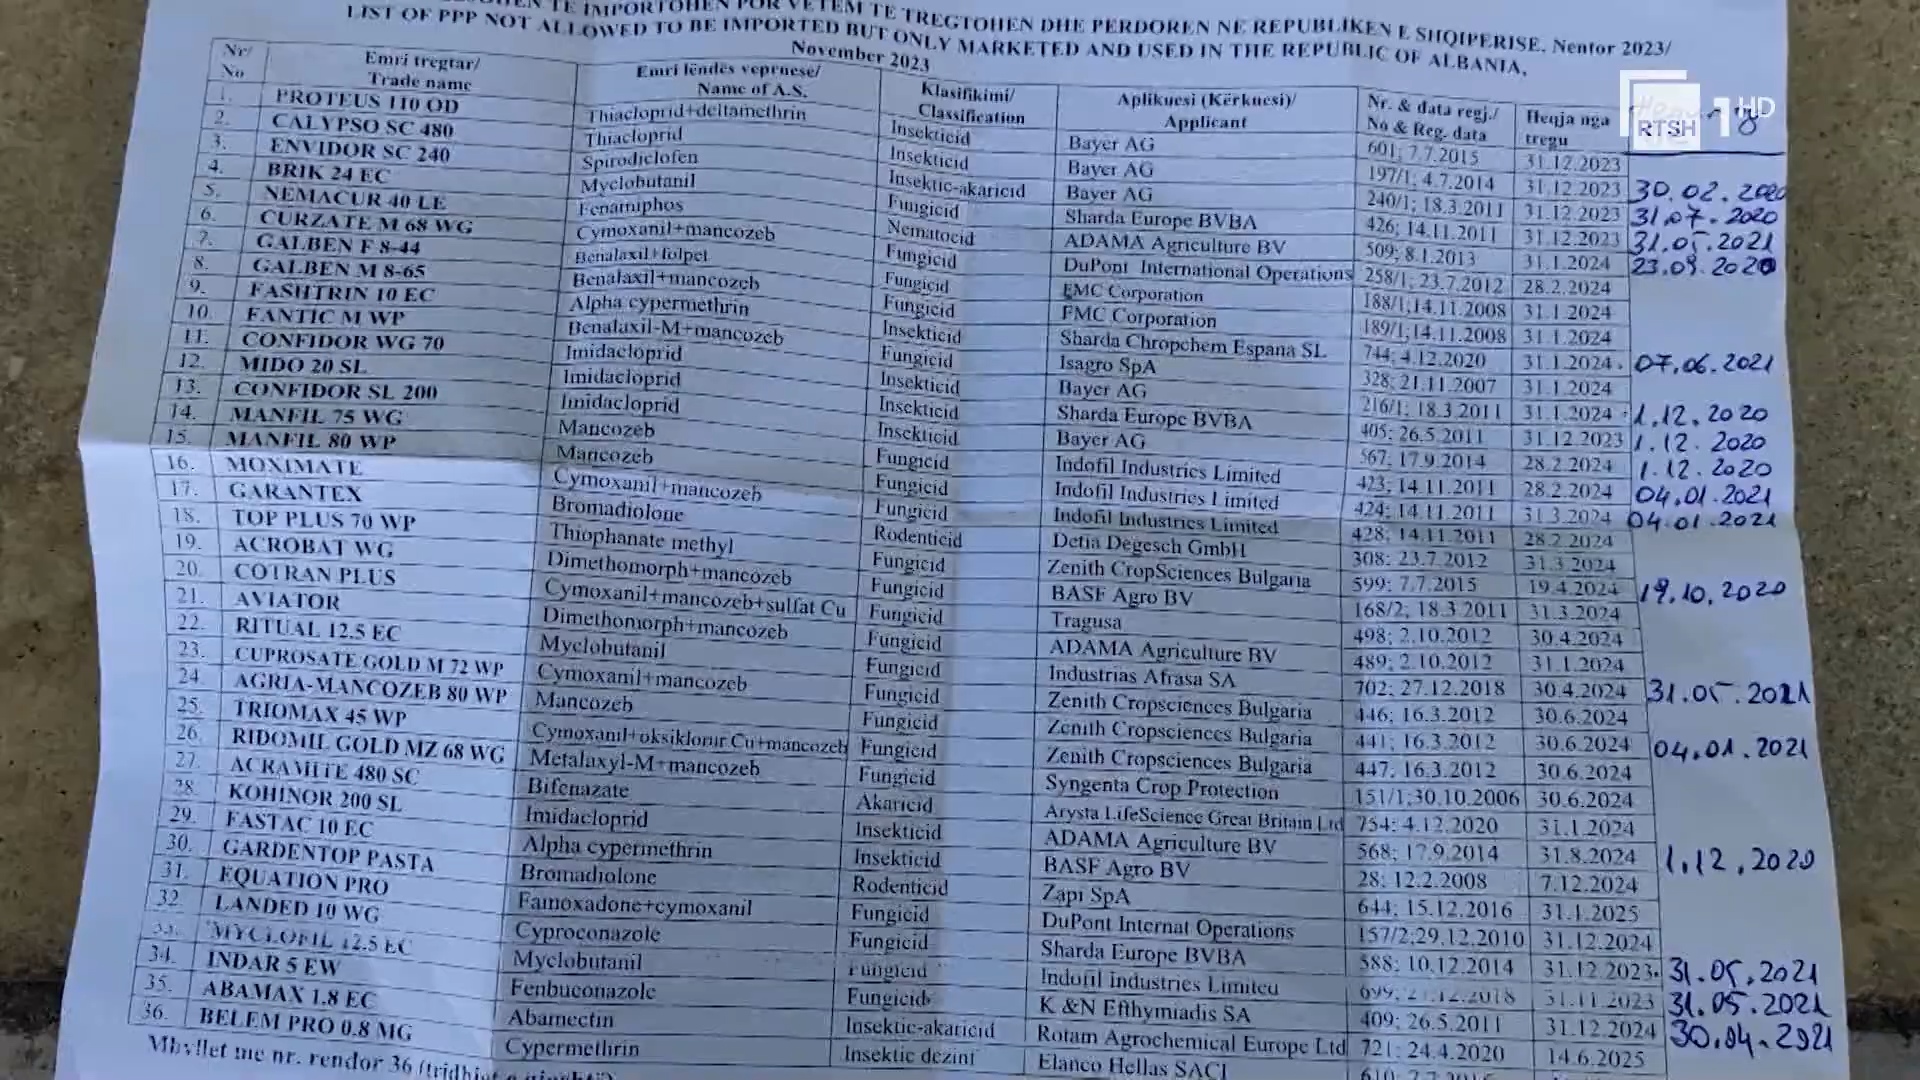 TE IMPORTOHEN POR VETEM TE TREGTOHEN DHE PERDOREN NE REPUBLIKEN E SHQIPERISE, Nentor 2023/
LIST OF PPP NOT ALLOWED TO BE IMPORTED BUT ONLY MARKETED AND USED IN THE REPUBLIC OF ALBANIA,
November 2023
RTSH 1 HD
Nr/ No Emri tregtar/ Trade name Emri lëndës vepruese/ Name of A.S. Klasifikimi/ Classification Aplikuesi (Kërkuesi)/ Applicant Nr. & data regj./ No & Reg. data Heqja nga tregu
1. PROTEUS 110 OD Thiacloprid+deltamethrin Insekticid Bayer AG 601; 7.7.2015 31.12.2023
2. CALYPSO SC 480 Thiacloprid Insekticid Bayer AG 197/1; 4.7.2014 31.12.2023 30.02.2020
3. ENVIDOR SC 240 Spirodiclofen Insektic-akaricid Bayer AG 240/1; 18.3.2011 31.12.2023 31.07.2020
4. BRIK 24 EC Myclobutanil Fungicid Sharda Europe BVBA 426; 14.11.2011 31.12.2023 31.05.2021
5. NEMACUR 40 LE Fenamiphos Nematocid ADAMA Agriculture BV 509; 8.1.2013 31.1.2024 23.09.2020
6. CURZATE M 68 WG Cymoxanil+mancozeb Fungicid DuPont International Operations 258/1; 23.7.2012 28.2.2024
7. GALBEN F 8-44 Benalaxil+folpet Fungicid FMC Corporation 188/1;14.11.2008 31.1.2024
8. GALBEN M 8-65 Benalaxil+mancozeb Fungicid FMC Corporation 189/1;14.11.2008 31.1.2024
9. FASHTRIN 10 EC Alpha cypermethrin Insekticid Sharda Chropchem Espana SL 744; 4.12.2020 31.1.2024 07.06.2021
10. FANTIC M WP Benalaxil-M+mancozeb Fungicid Isagro SpA 328; 21.11.2007 31.1.2024
11. CONFIDOR WG 70 Imidacloprid Insekticid Bayer AG 216/1; 18.3.2011 31.1.2024 1.12.2020
12. MIDO 20 SL Imidacloprid Insekticid Sharda Europe BVBA 405; 26.5.2011 31.12.2023 1.12.2020
13. CONFIDOR SL 200 Imidacloprid Insekticid Bayer AG 567; 17.9.2014 28.2.2024 1.12.2020
14. MANFIL 75 WG Mancozeb Fungicid Indofil Industries Limited 423; 14.11.2011 28.2.2024 04.01.2021
15. MANFIL 80 WP Mancozeb Fungicid Indofil Industries Limited 424; 14.11.2011 31.3.2024 04.01.2021
16. MOXIMATE Cymoxanil+mancozeb Fungicid Indofil Industries Limited 428; 14.11.2011 28.2.2024
17. GARANTEX Bromadiolone Rodenticid Detia Degesch GmbH 308; 23.7.2012 31.3.2024
18. TOP PLUS 70 WP Thiophanate methyl Fungicid Zenith CropSciences Bulgaria 599; 7.7.2015 19.4.2024 19.10.2020
19. ACROBAT WG Dimethomorph+mancozeb Fungicid BASF Agro BV 168/2; 18.3.2011 31.3.2024
20. COTRAN PLUS Cymoxanil+mancozeb+sulfat Cu Fungicid Tragusa 498; 2.10.2012 30.4.2024
21. AVIATOR Dimethomorph+mancozeb Fungicid ADAMA Agriculture BV 489; 2.10.2012 31.1.2024
22. RITUAL 12.5 EC Myclobutanil Fungicid Industrias Afrasa SA 702; 27.12.2018 30.4.2024 31.05.2021
23. CUPROSATE GOLD M 72 WP Cymoxanil+mancozeb Fungicid Zenith Cropsciences Bulgaria 446; 16.3.2012 30.6.2024
24. AGRIA-MANCOZEB 80 WP Mancozeb Fungicid Zenith Cropsciences Bulgaria 441; 16.3.2012 30.6.2024 04.01.2021
25. TRIOMAX 45 WP Cymoxanil+oksiklorur Cu+mancozeb Fungicid Zenith Cropsciences Bulgaria 447; 16.3.2012 30.6.2024
26. RIDOMIL GOLD MZ 68 WG Metalaxyl-M+mancozeb Fungicid Syngenta Crop Protection 151/1;30.10.2006 30.6.2024
27. ACRAMITE 480 SC Bifenazate Akaricid Arysta LifeScience Great Britain Ltd 754; 4.12.2020 31.1.2024
28. KOHINOR 200 SL Imidacloprid Insekticid ADAMA Agriculture BV 568; 17.9.2014 31.8.2024 1.12.2020
29. FASTAC 10 EC Alpha cypermethrin Insekticid BASF Agro BV 28; 12.2.2008 7.12.2024
30. GARDENTOP PASTA Bromadiolone Rodenticid Zapi SpA 644; 15.12.2016 31.1.2025
31. EQUATION PRO Famoxadone+cymoxanil Fungicid DuPont Internat Operations 157/2;29.12.2010 31.12.2024
32. LANDED 10 WG Cyproconazole Fungicid Sharda Europe BVBA 588; 10.12.2014 31.12.2023 31.05.2021
33. MYCLOFIL 12.5 EC Myclobutanil Fungicid Indofil Industries Limited 699; 27.12.2018 31.11.2023 31.05.2021
34. INDAR 5 EW Fenbuconazole Fungicid K &N Efthymiadis SA 409; 26.5.2011 31.12.2024 30.04.2021
35. ABAMAX 1.8 EC Abamectin Insektic-akaricid Rotam Agrochemical Europe Ltd 721; 24.4.2020 14.6.2025
36. BELEM PRO 0.8 MG Cypermethrin Insektic dezint Elanco Hellas SACI
Mbyllet me nr. rendor 36